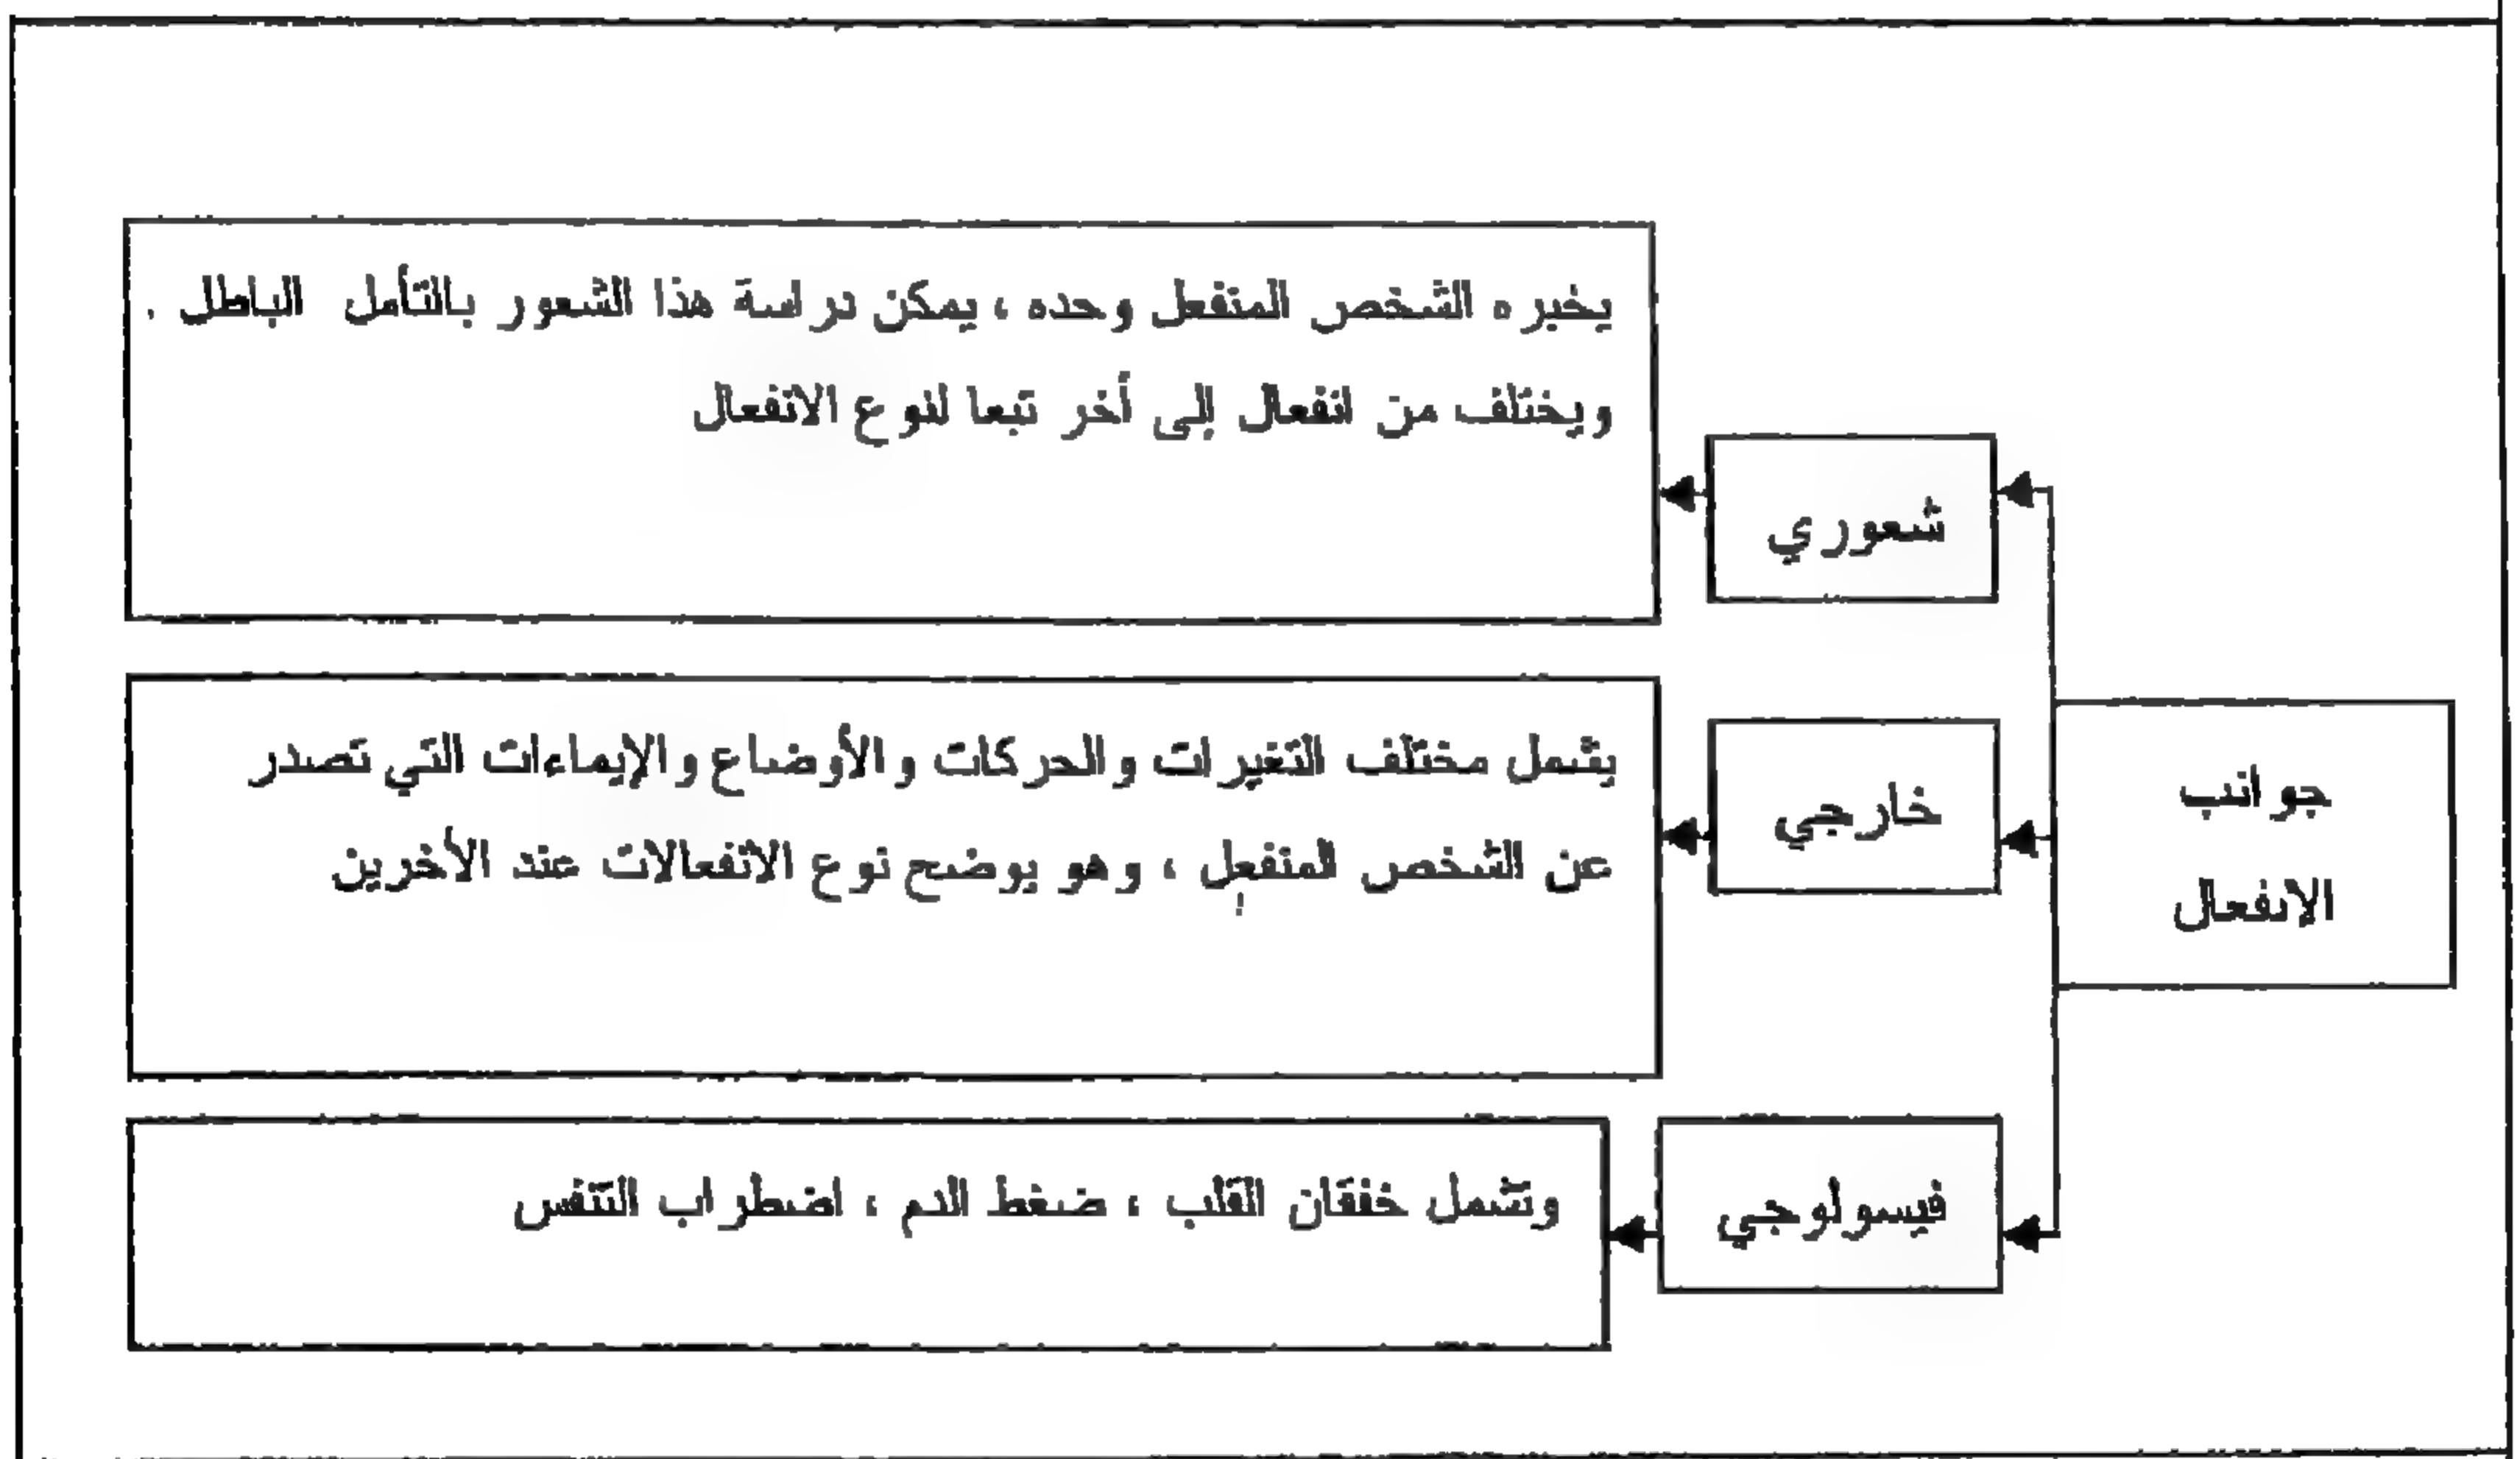 جوانب
الانفعال
شعوري
يخبره الشخص المنفعل وحده ، يمكن دراسة هذا الشعور بالتأمل الباطل .
ويختلف من انفعال إلى أخر تبعا لنوع الانفعال
خارجي
يشمل مختلف التغيرات والحركات والأوضاع والإيماءات التي تصدر
عن الشخص المنفعل ، وهو يوضح نوع الانفعالات عند الأخرين
فيسولوجي
وتشمل خفقان القلب ، ضغط الدم ، اضطراب التنفس